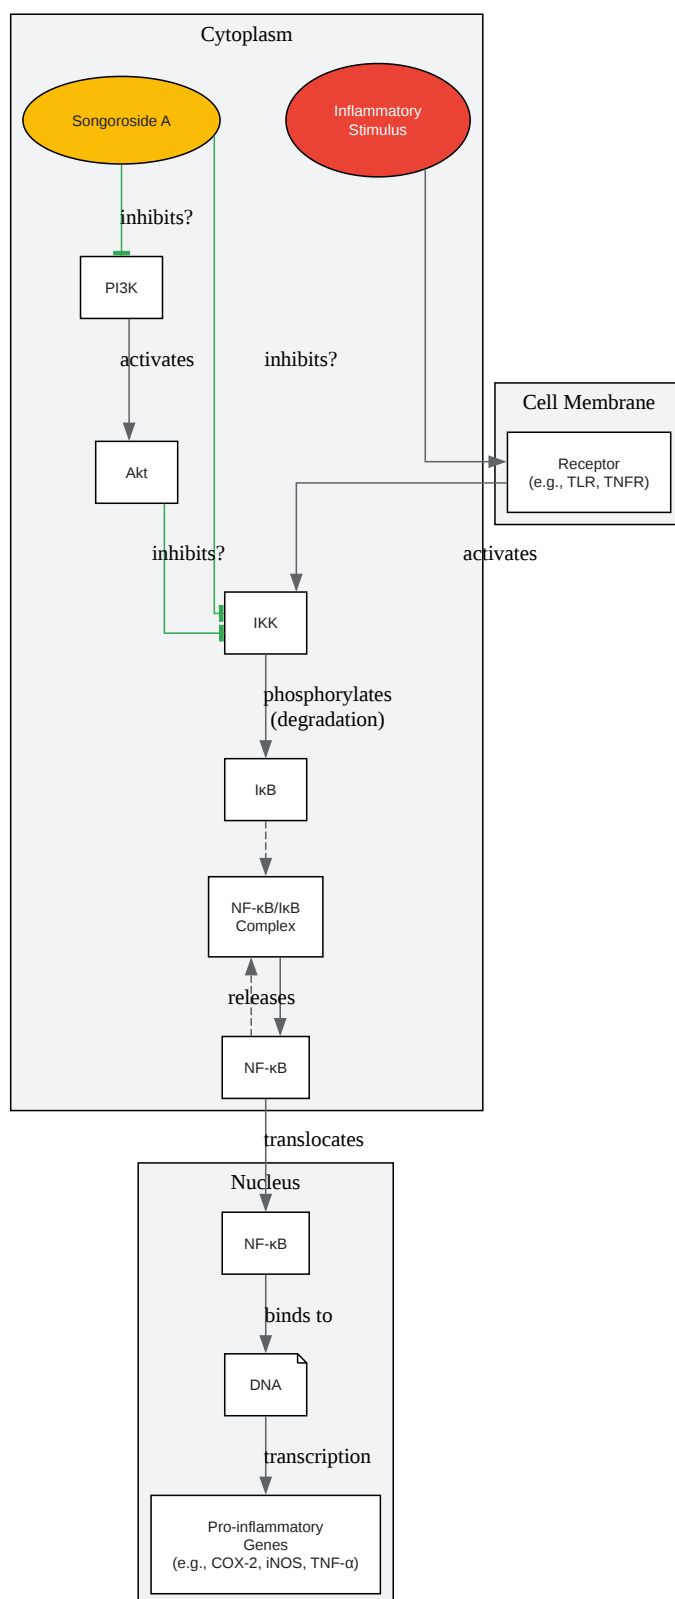 Cytoplasm
Songoroside A
Inflammatory
Stimulus
inhibits?
PI3K
activates
inhibits?
Cell Membrane
Receptor
(e.g., TLR, TNFR)
Akt
inhibits?
activates
IKK
phosphorylates
(degradation)
IκB
NF-κB/IκB
Complex
releases
NF-κB
translocates
Nucleus
NF-κB
binds to
DNA
transcription
Pro-inflammatory
Genes
(e.g., COX-2, iNOS, TNF-α)